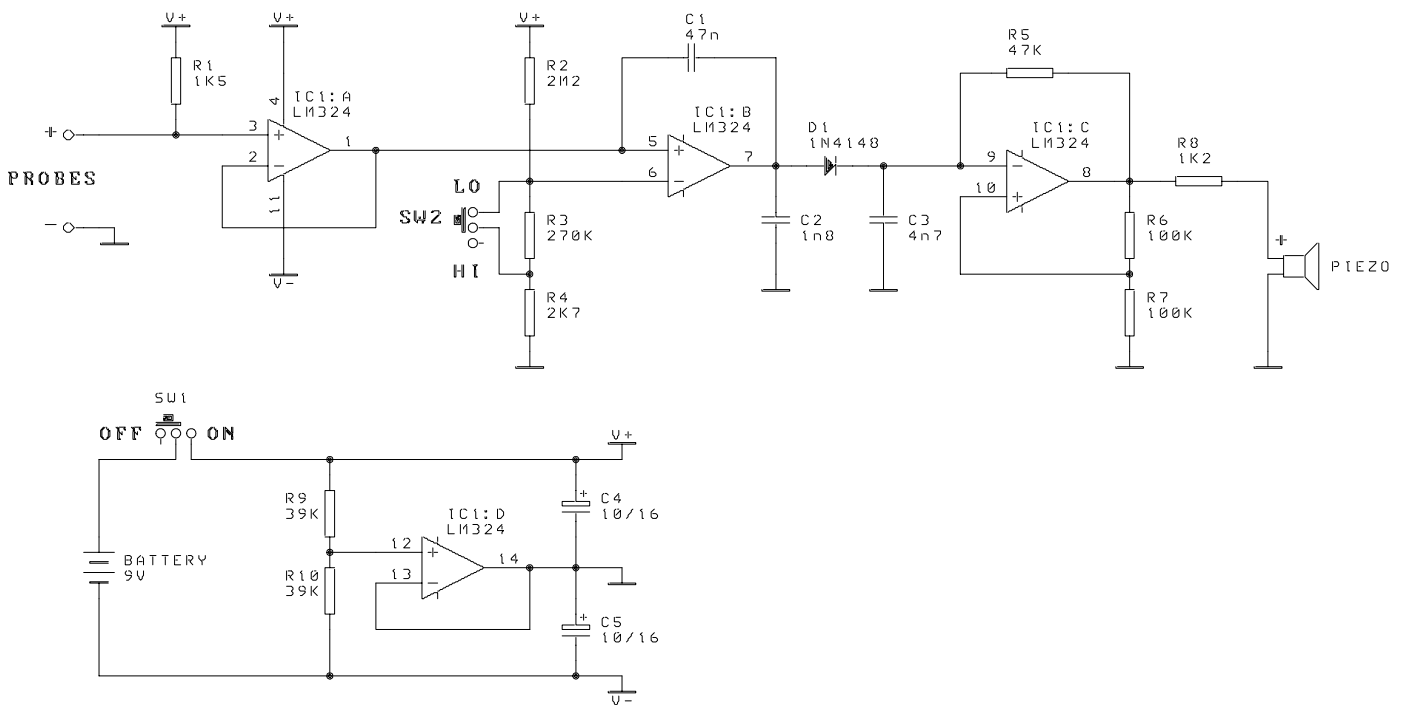 V+
R1
1K5
V+
4
IC1:A
LM324
3
+
2
−
1
11
V-
+
PROBES
−
V+
R2
2M2
LO
SW2
HI
R3
270K
R4
2K7
C1
47n
IC1:B
LM324
5
+
6
−
7
D1
1N4148
C2
1n8
C3
4n7
R5
47K
IC1:C
LM324
9
−
10
+
8
R8
1K2
R6
100K
R7
100K
+
PIEZO
SW1
OFF
ON
BATTERY
9V
R9
39K
R10
39K
IC1:D
LM324
12
+
13
−
14
V+
+
C4
10/16
+
C5
10/16
V-